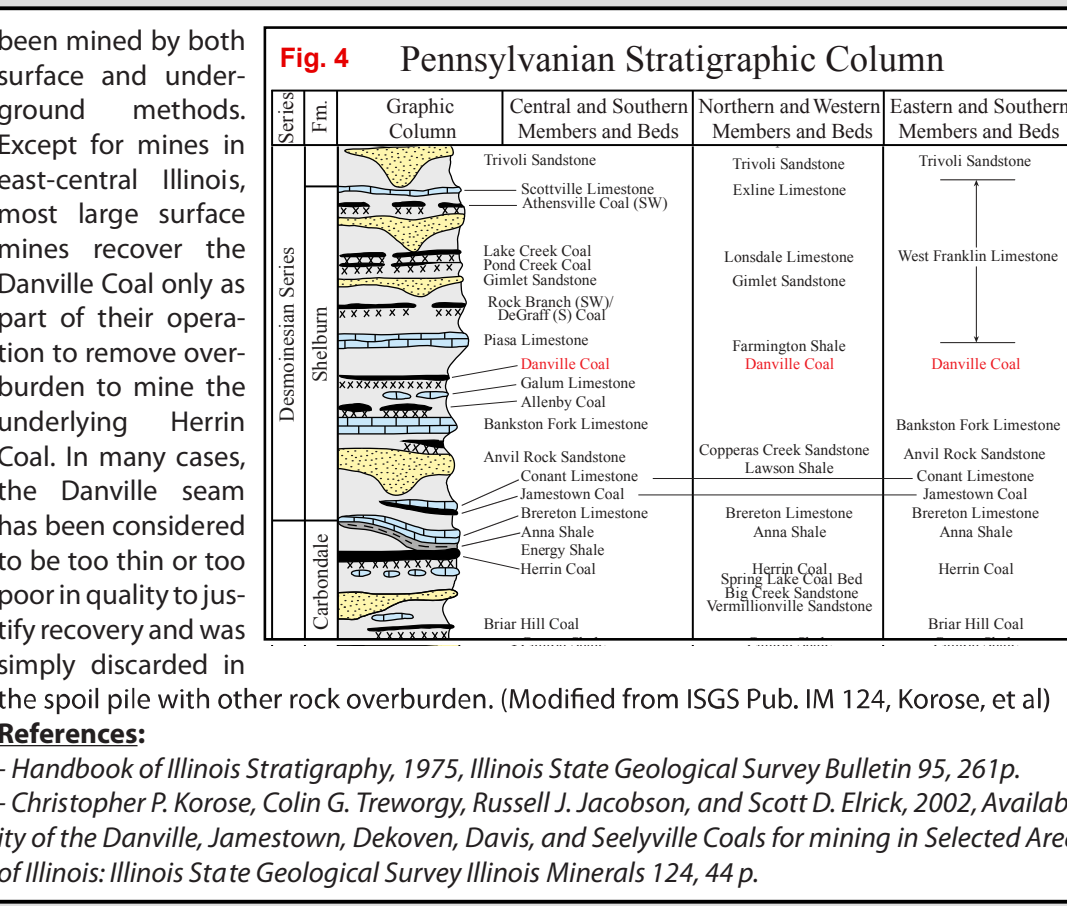 been mined by both
surface and under-
ground methods.
Except for mines in
east-central Illinois,
most large surface
mines recover the
Danville Coal only as
part of their opera-
tion to remove over-
burden to mine the
underlying Herrin
Coal. In many cases,
the Danville seam
has been considered
to be too thin or too
poor in quality to jus-
tify recovery and was
simply discarded in
the spoil pile with other rock overburden. (Modified from ISGS Pub. IM 124, Korose, et al)
Fig. 4 Pennsylvanian Stratigraphic Column
Series
Fm.
Graphic
Column
Central and Southern
Members and Beds
Northern and Western
Members and Beds
Eastern and Southern
Members and Beds
Desmoinesian Series
Shelburn
Carbondale
Trivoli Sandstone
Scottville Limestone
Athensville Coal (SW)
Lake Creek Coal
Pond Creek Coal
Gimlet Sandstone
Rock Branch (SW)/
DeGraff (S) Coal
Piasa Limestone
Danville Coal
Galum Limestone
Allenby Coal
Bankston Fork Limestone
Anvil Rock Sandstone
Conant Limestone
Jamestown Coal
Brereton Limestone
Anna Shale
Energy Shale
Herrin Coal
Briar Hill Coal
Trivoli Sandstone
Exline Limestone
Lonsdale Limestone
Gimlet Sandstone
Farmington Shale
Danville Coal
Copperas Creek Sandstone
Lawson Shale
Brereton Limestone
Anna Shale
Herrin Coal
Spring Lake Coal Bed
Big Creek Sandstone
Vermillionville Sandstone
Trivoli Sandstone
West Franklin Limestone
Danville Coal
Bankston Fork Limestone
Anvil Rock Sandstone
Conant Limestone
Jamestown Coal
Brereton Limestone
Anna Shale
Herrin Coal
Briar Hill Coal
References:
- Handbook of Illinois Stratigraphy, 1975, Illinois State Geological Survey Bulletin 95, 261p.
- Christopher P. Korose, Colin G. Treworgy, Russell J. Jacobson, and Scott D. Elrick, 2002, Availab
ity of the Danville, Jamestown, Dekoven, Davis, and Seelyville Coals for mining in Selected Area
of Illinois: Illinois State Geological Survey Illinois Minerals 124, 44 p.